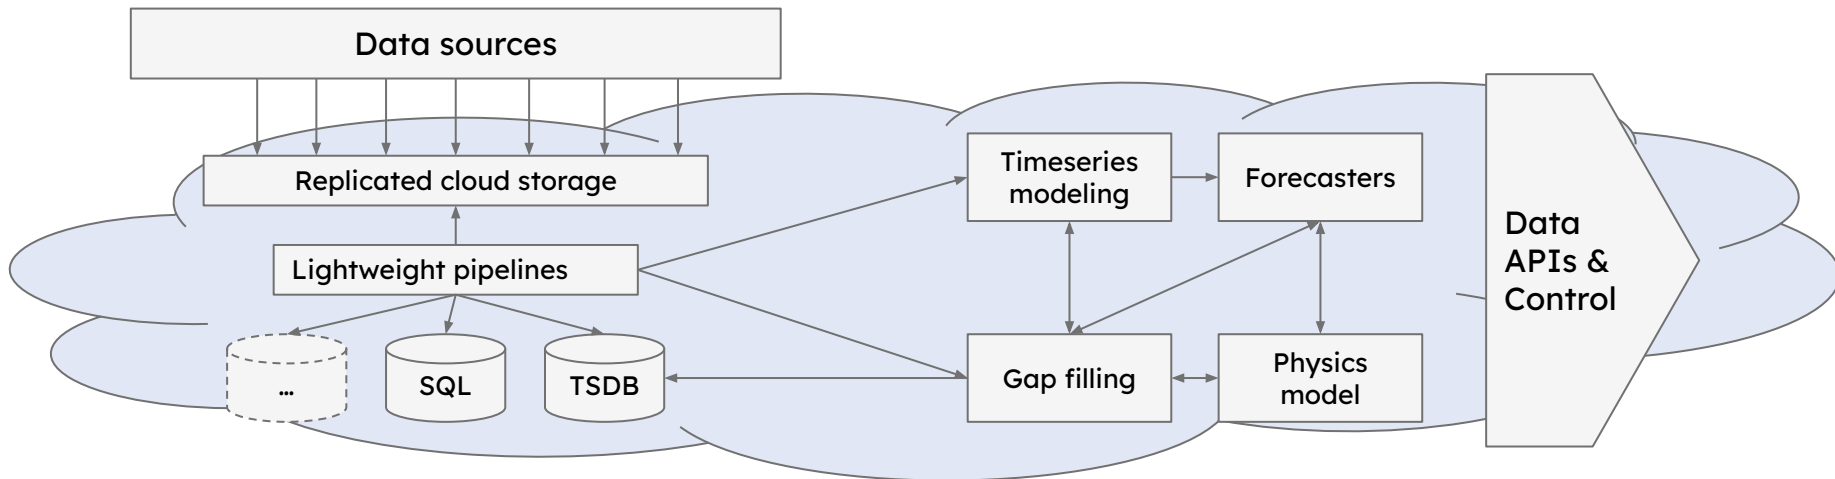 Data sources
Replicated cloud storage
Lightweight pipelines
...
SQL
TSDB
Timeseries
modeling
Forecasters
Gap filling
Physics
model
Data
APIs &
Control